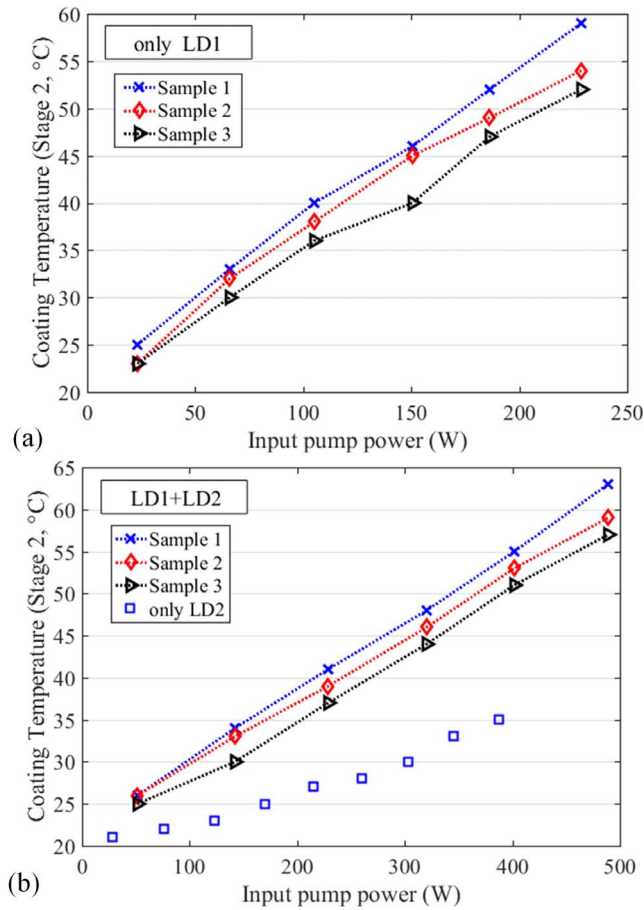 only LD1
Sample 1
Sample 2
Sample 3
Coating Temperature (Stage 2, °C)
60
55
50
45
40
35
30
25
20
0 50 100 150 200 250
Input pump power (W)
(a)
LD1+LD2
Sample 1
Sample 2
Sample 3
only LD2
Coating Temperature (Stage 2, °C)
65
60
55
50
45
40
35
30
25
20
0 100 200 300 400 500
Input pump power (W)
(b)